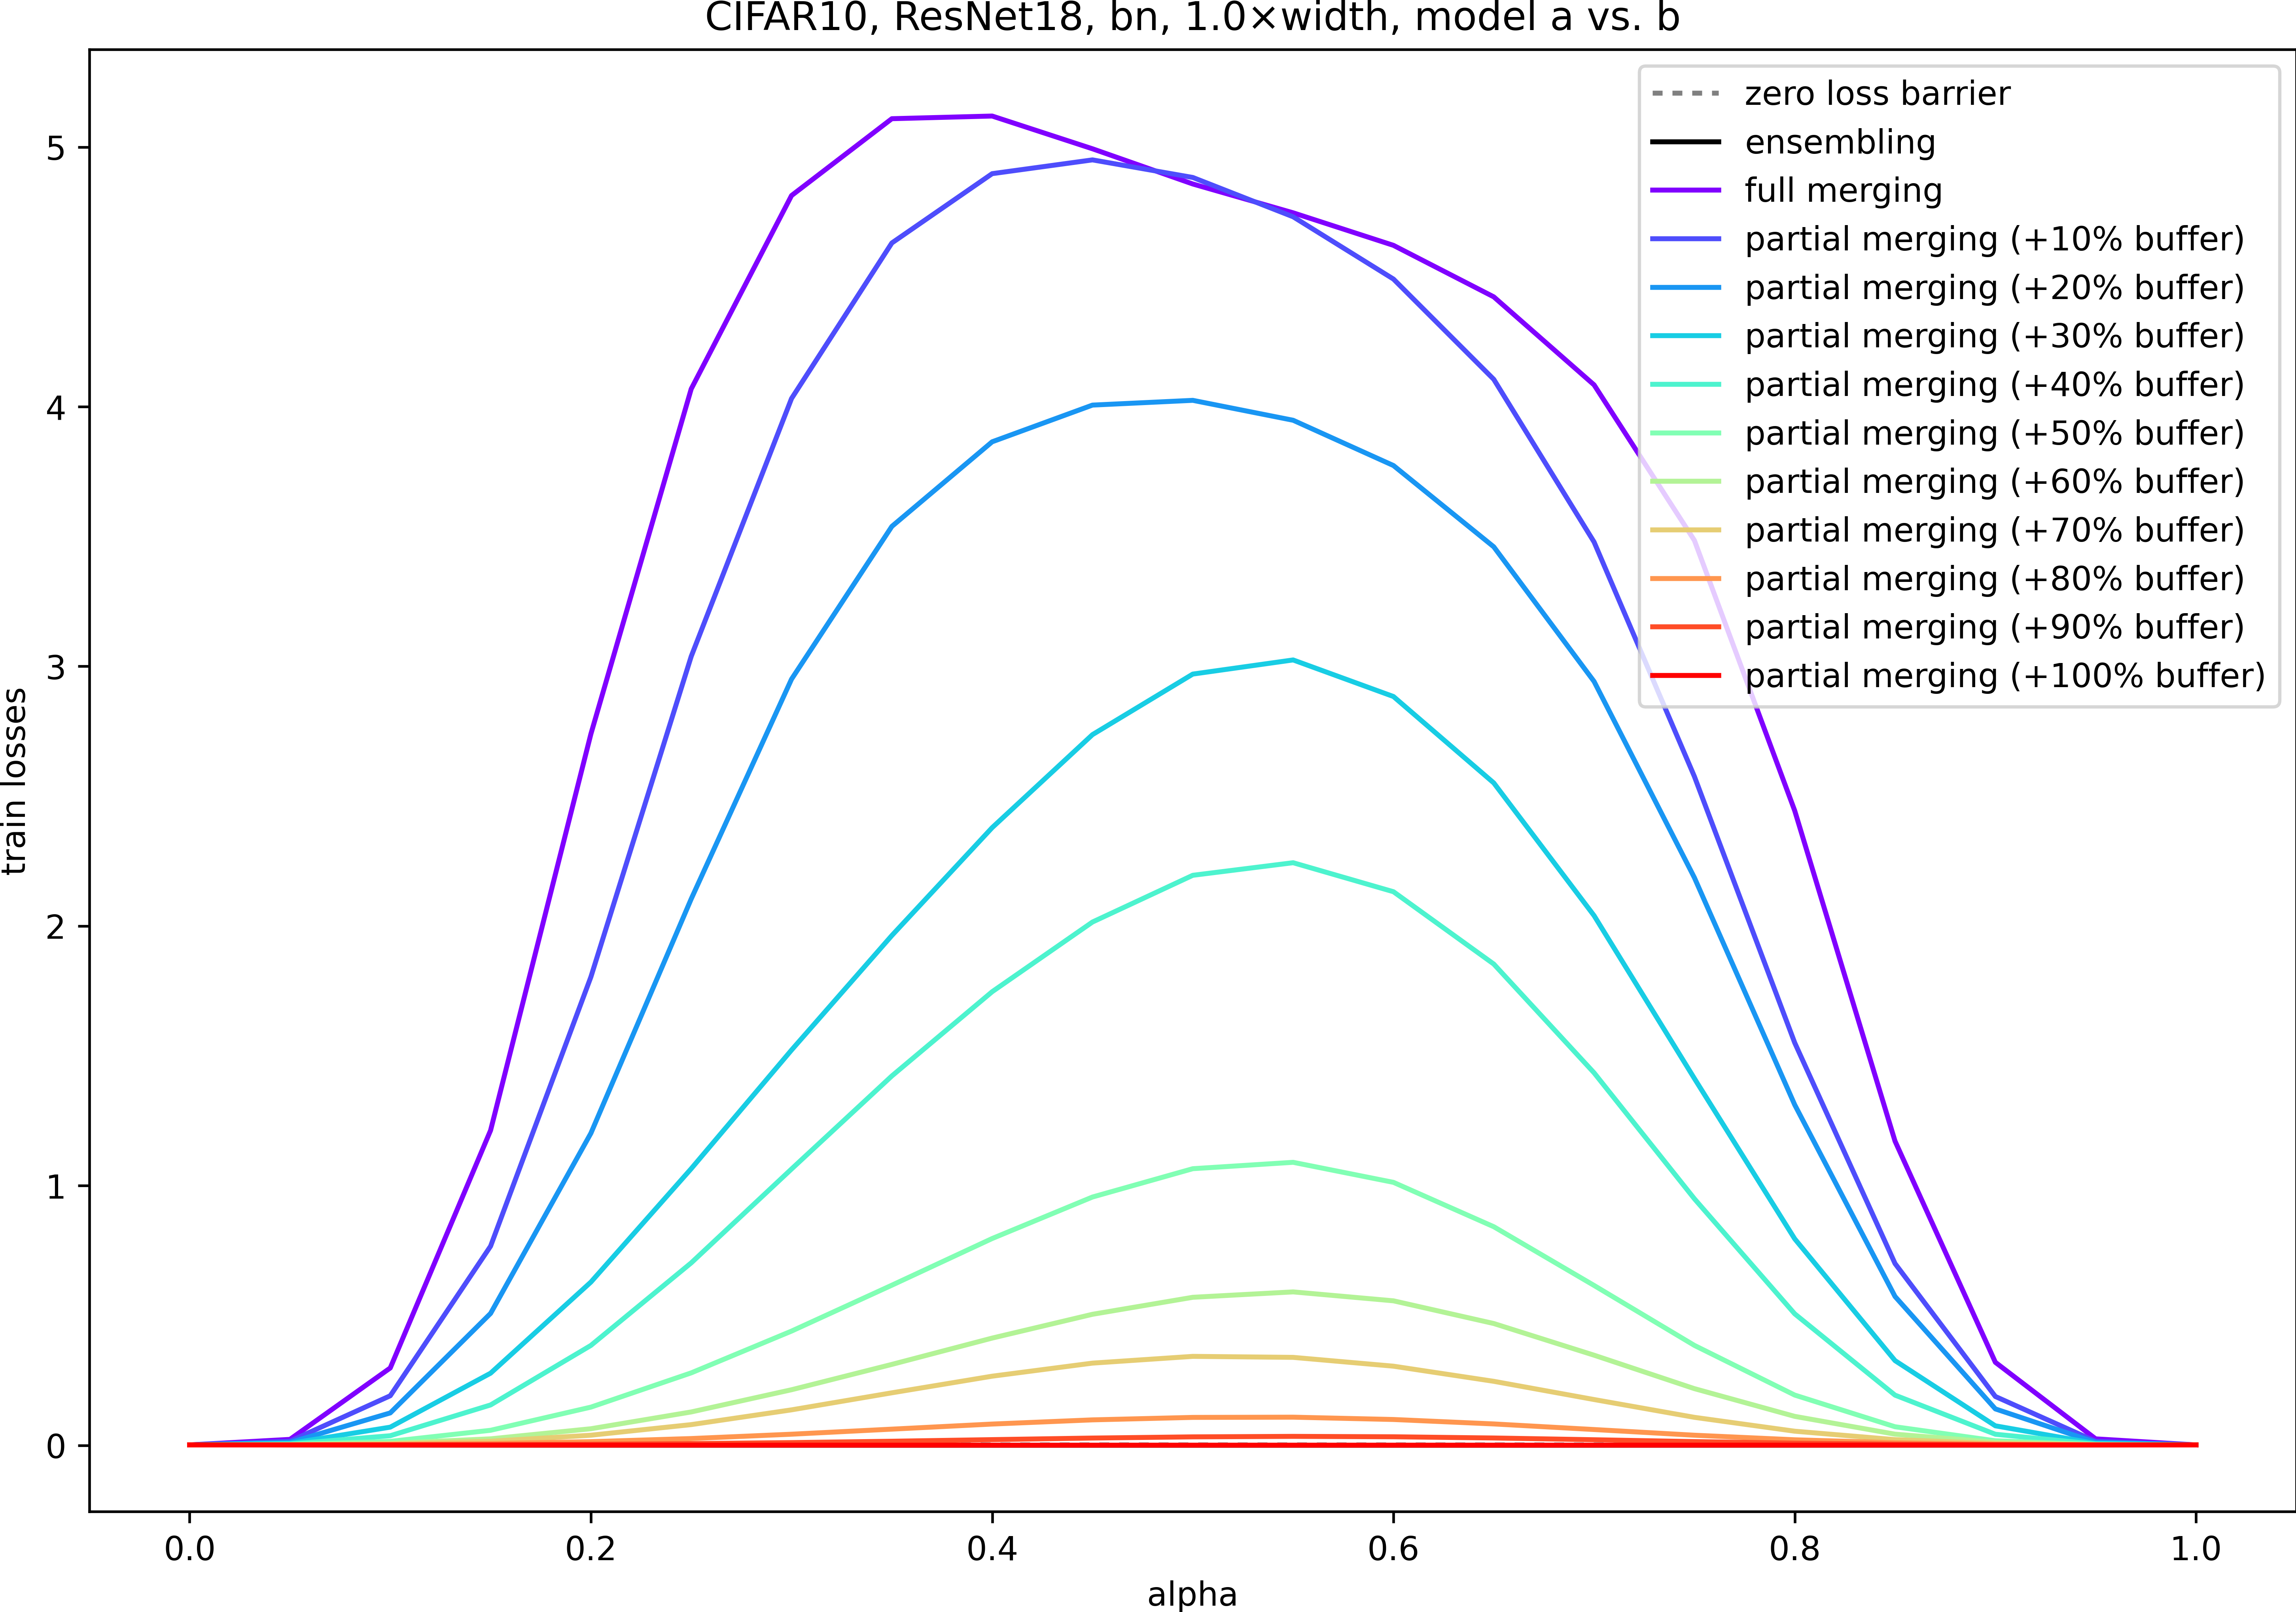 CIFAR10, ResNet18, bn, 1.0×width, model a vs. b
zero loss barrier
ensembling
full merging
partial merging (+10% buffer)
partial merging (+20% buffer)
partial merging (+30% buffer)
partial merging (+40% buffer)
partial merging (+50% buffer)
partial merging (+60% buffer)
partial merging (+70% buffer)
partial merging (+80% buffer)
partial merging (+90% buffer)
partial merging (+100% buffer)
train losses
5
4
3
2
1
0
0.0
0.2
0.4
0.6
0.8
1.0
alpha